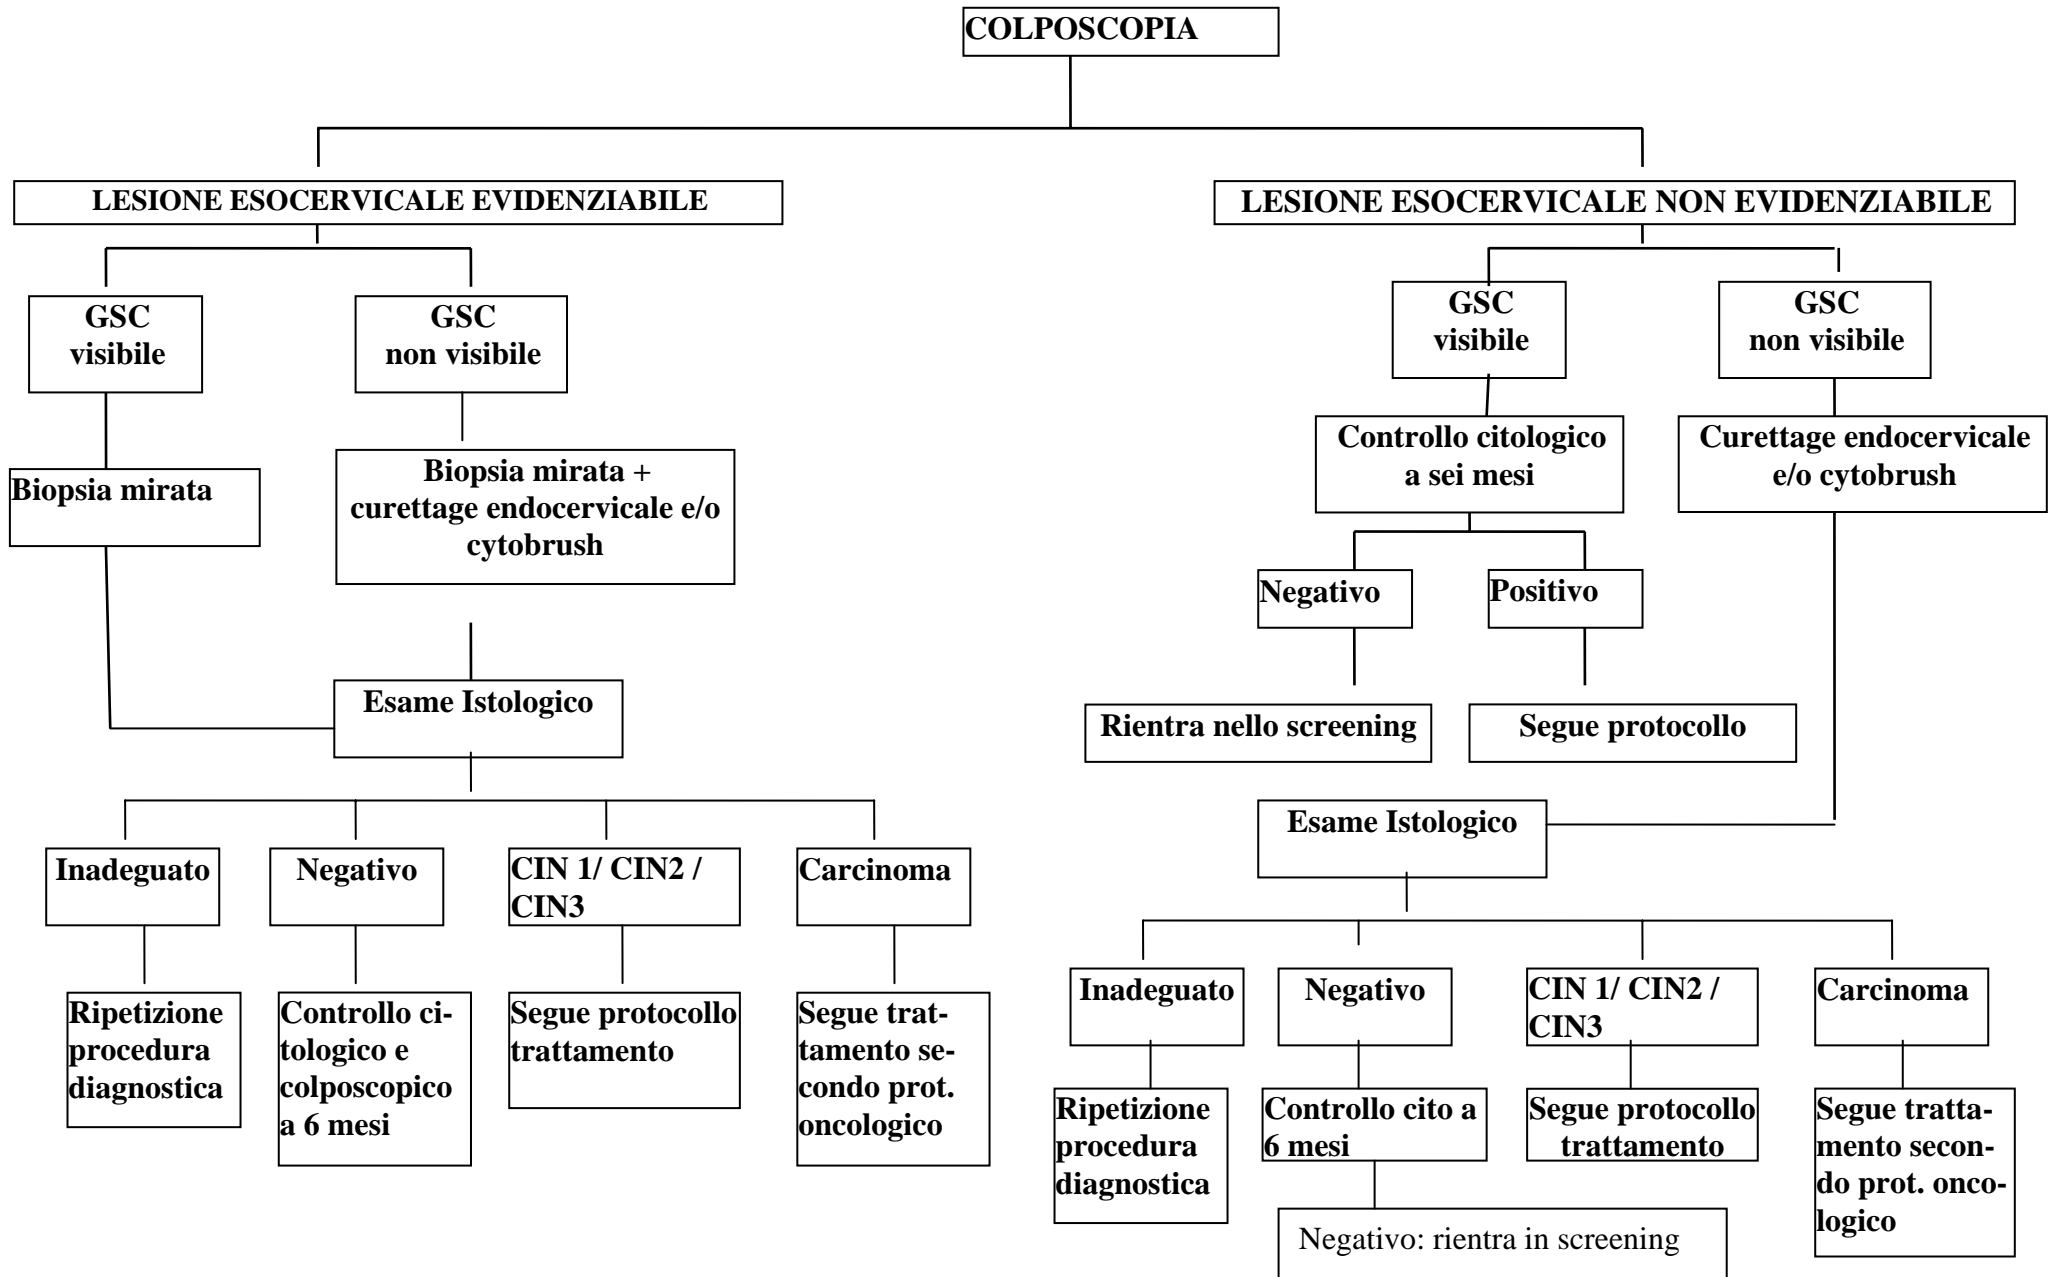 COLPOSCOPIA
LESIONE ESOCERVICALE EVIDENZIABILE
LESIONE ESOCERVICALE NON EVIDENZIABILE
GSC
visibile
GSC
non visibile
GSC
visibile
GSC
non visibile
Biopsia mirata
Biopsia mirata +
curettage endocervicale e/o
cytobrush
Controllo citologico
a sei mesi
Curettage endocervicale
e/o cytobrush
Negativo
Positivo
Rientra nello screening
Segue protocollo
Esame Istologico
Inadeguato
Negativo
CIN 1/ CIN2 /
CIN3
Carcinoma
Ripetizione
procedura
diagnostica
Controllo ci-
tologico e
colposcopico
a 6 mesi
Segue protocollo
trattamento
Segue trat-
tamento se-
condo prot.
oncologico
Esame Istologico
Inadeguato
Negativo
CIN 1/ CIN2 /
CIN3
Carcinoma
Ripetizione
procedura
diagnostica
Controllo cito a
6 mesi
Segue protocollo
trattamento
Segue tratta-
mento secon-
do prot. onco-
logico
Negativo: rientra in screening